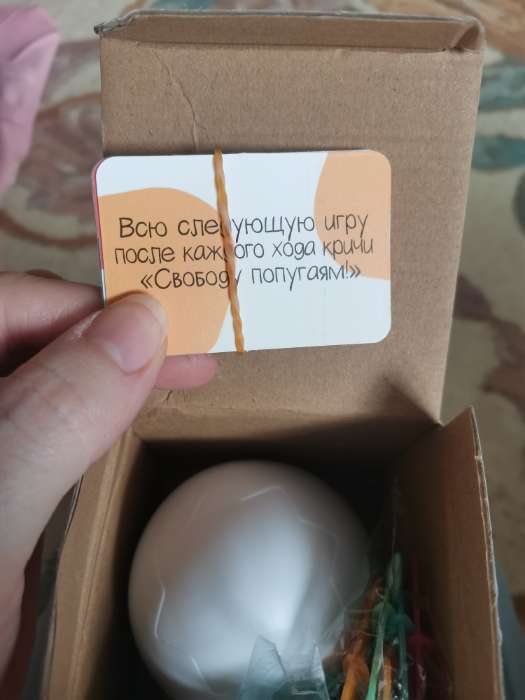 Всю следующую игру
после каждого хода кричи
«Свободу попугаям!»